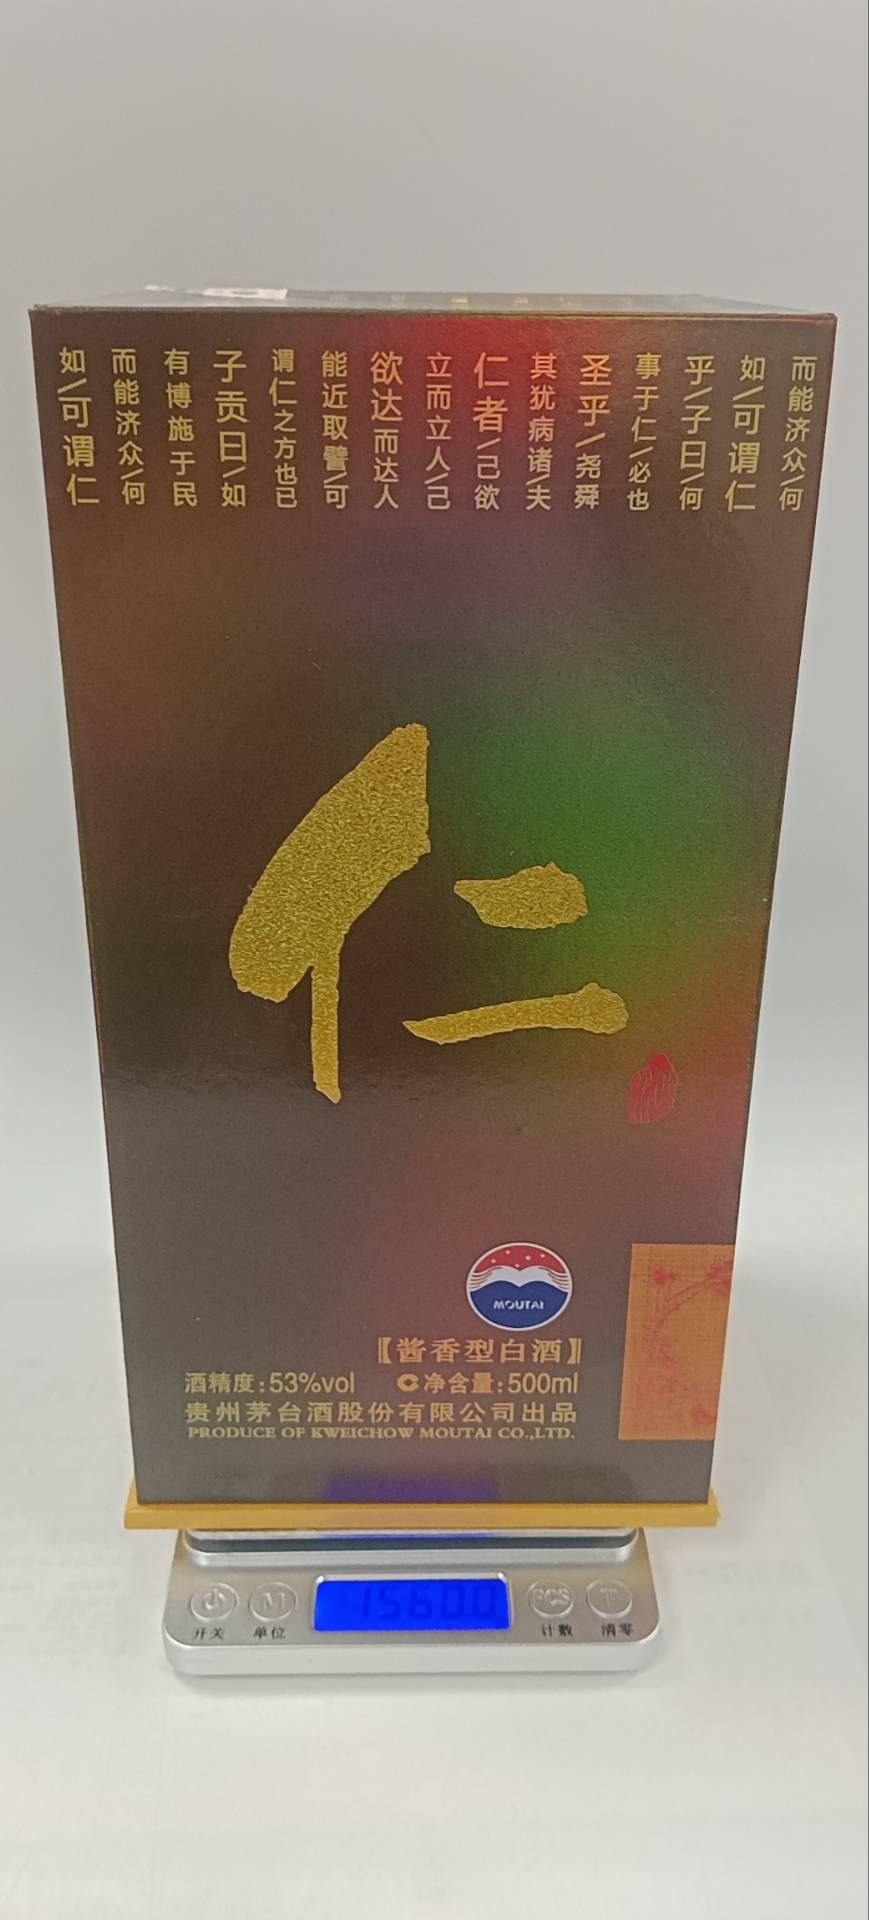 而能济众/何
如/可谓仁
乎/子曰/何
事于仁/必也
圣乎/尧舜
其犹病诸/夫
仁者/己欲
立而立人/己
欲达而达人
能近取譬/可
谓仁之方也已
子贡曰/如
有博施于民
而能济众/何
如/可谓仁
仁
MOUTAI
【酱香型白酒】
酒精度:53%vol 净含量:500ml
贵州茅台酒股份有限公司出品
PRODUCE OF KWEICHOW MOUTAI CO.,LTD.
M 1560.0 PCS T
开关 单位 计数 清零